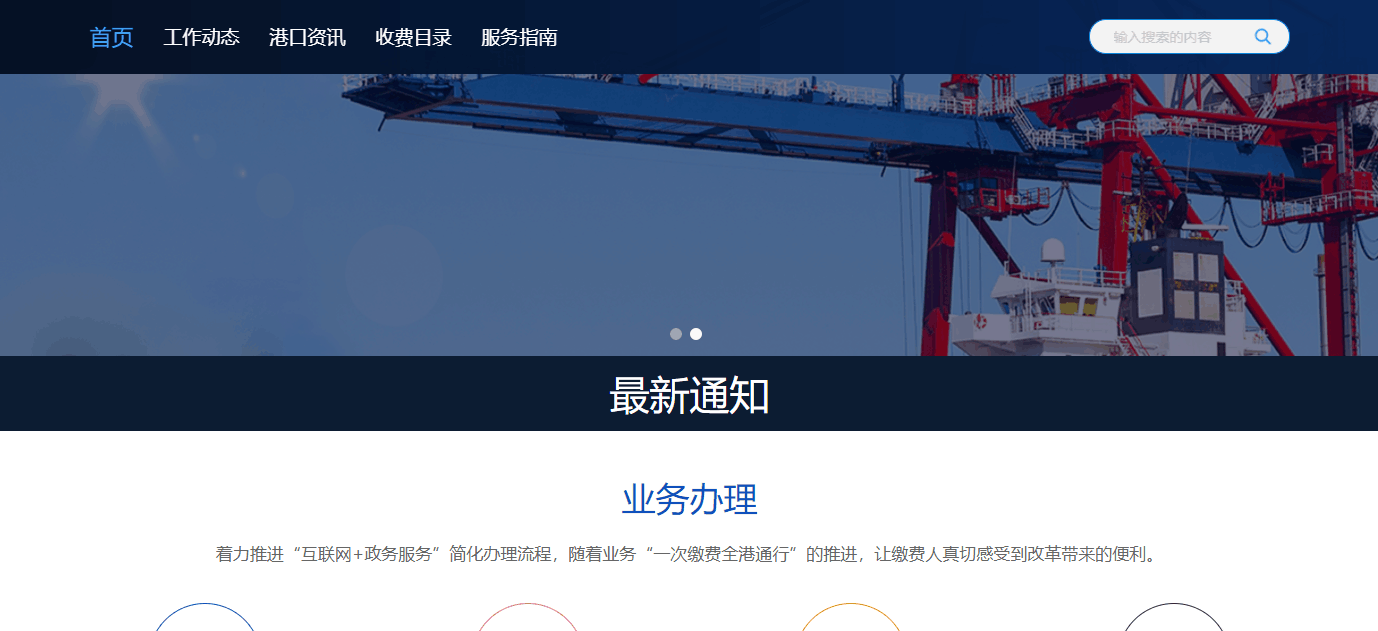 首页 工作动态 港口资讯 收费目录 服务指南 输入搜索的内容
最新通知
业务办理
着力推进“互联网+政务服务”简化办理流程，随着业务“一次缴费全港通行”的推进，让缴费人真切感受到改革带来的便利。